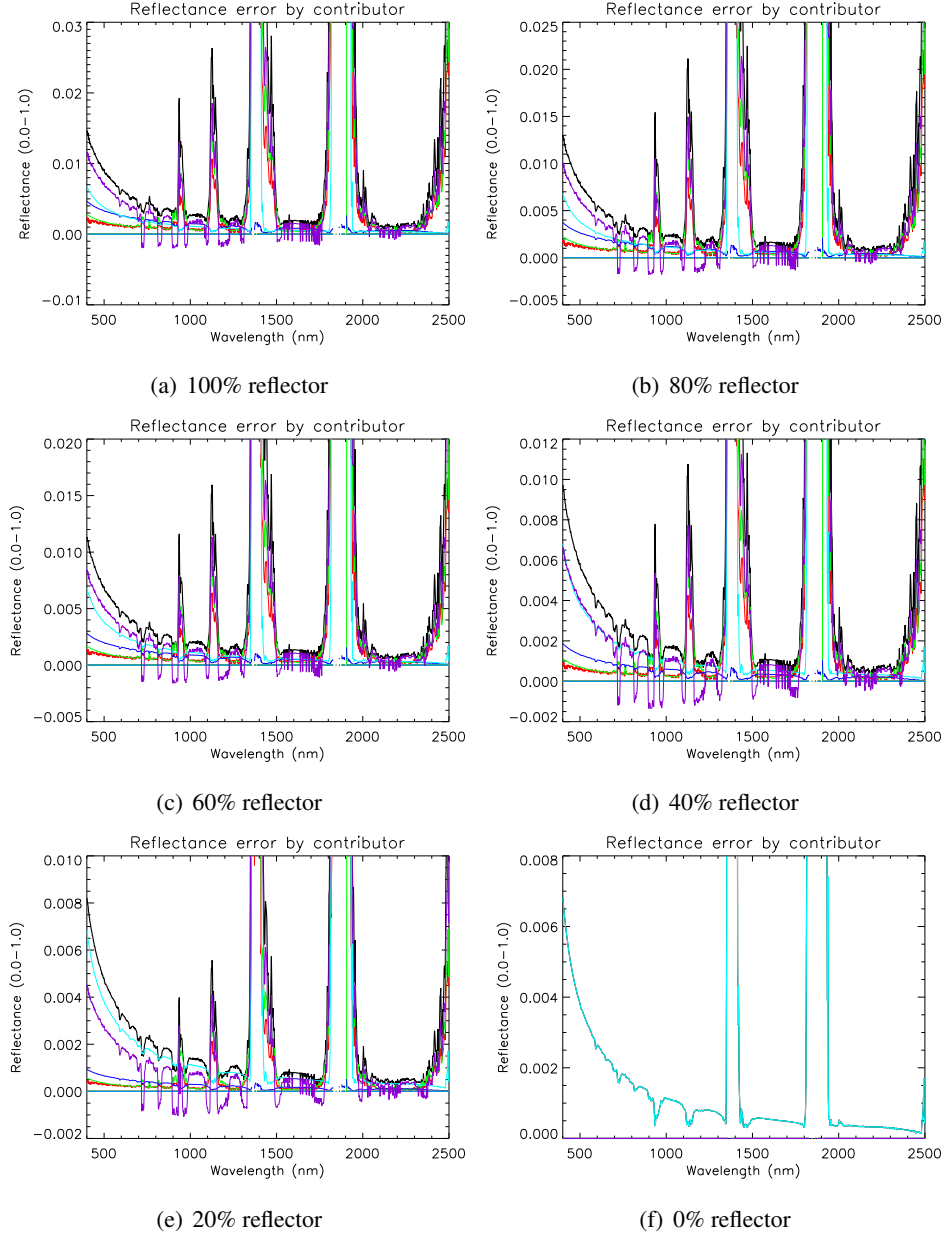 Reflectance error by contributor
Reflectance error by contributor
0.03
0.02
0.01
0.00
−0.01
Reflectance (0.0−1.0)
500 1000 1500 2000 2500
Wavelength (nm)
0.025
0.020
0.015
0.010
0.005
0.000
−0.005
Reflectance (0.0−1.0)
500 1000 1500 2000 2500
Wavelength (nm)
(a) 100% reflector
(b) 80% reflector
Reflectance error by contributor
Reflectance error by contributor
0.020
0.015
0.010
0.005
0.000
−0.005
Reflectance (0.0−1.0)
500 1000 1500 2000 2500
Wavelength (nm)
0.012
0.010
0.008
0.006
0.004
0.002
0.000
−0.002
Reflectance (0.0−1.0)
500 1000 1500 2000 2500
Wavelength (nm)
(c) 60% reflector
(d) 40% reflector
Reflectance error by contributor
Reflectance error by contributor
0.010
0.008
0.006
0.004
0.002
0.000
−0.002
Reflectance (0.0−1.0)
500 1000 1500 2000 2500
Wavelength (nm)
0.008
0.006
0.004
0.002
0.000
Reflectance (0.0−1.0)
500 1000 1500 2000 2500
Wavelength (nm)
(e) 20% reflector
(f) 0% reflector